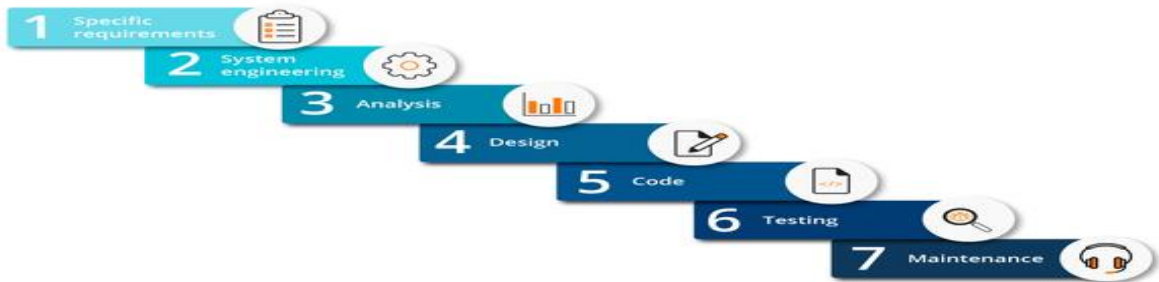 1 Specific
requirements
2 System
engineering
3 Analysis
4 Design
5 Code
</>
6 Testing
7 Maintenance